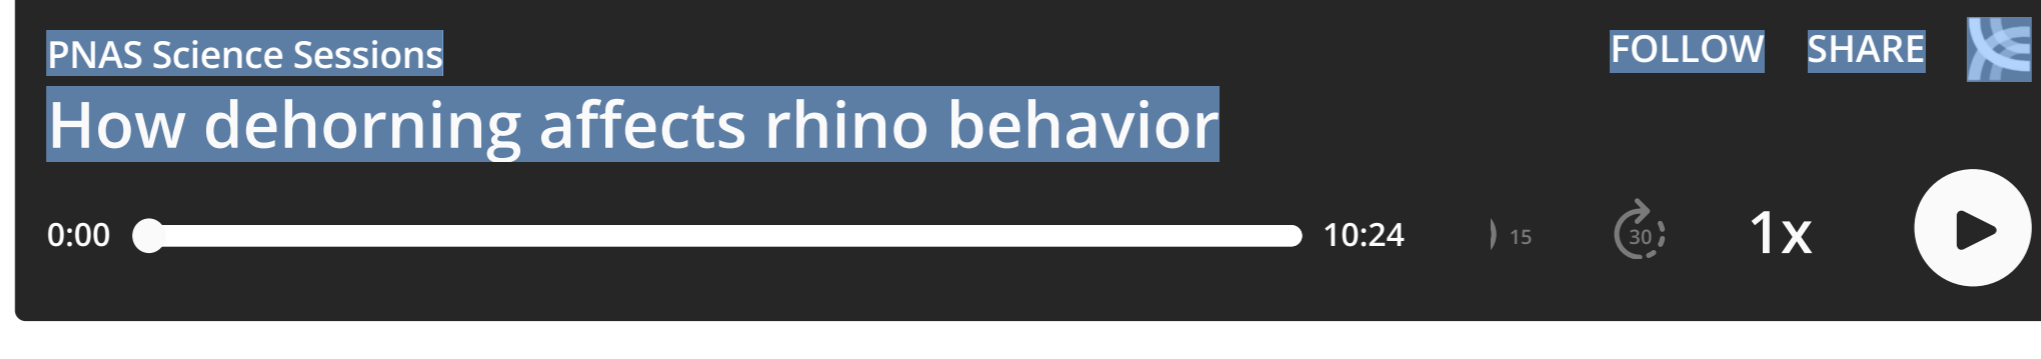 PNAS Science Sessions
FOLLOW SHARE
How dehorning affects rhino behavior
0:00 10:24 15 30 1x